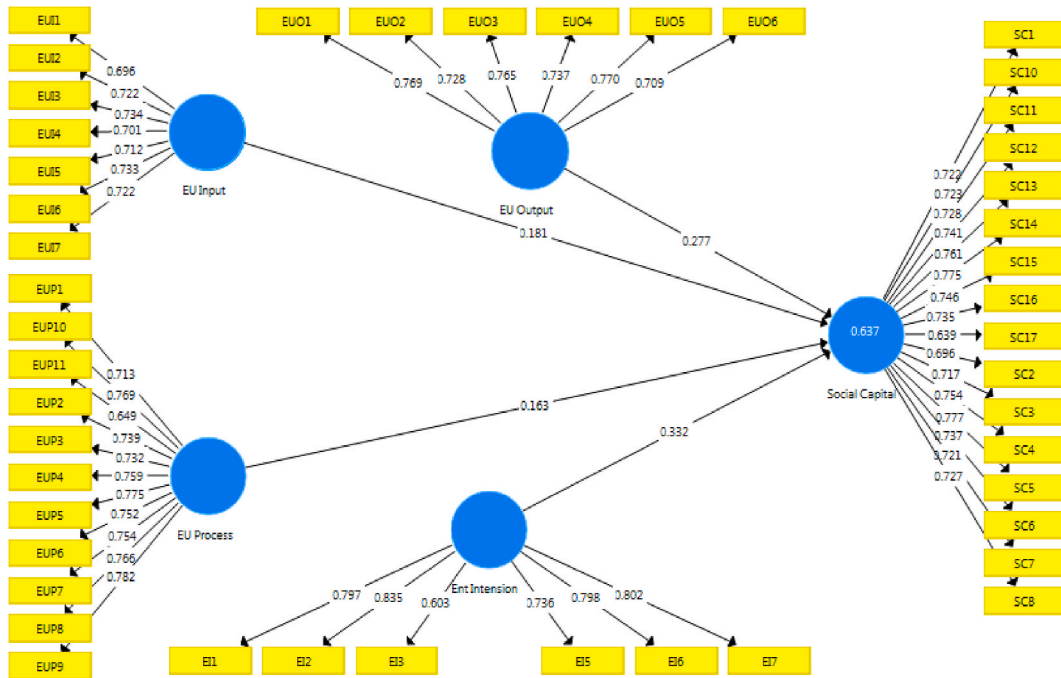 EUI1
EUI2
EUI3
EUI4
EUI5
EUI6
EUI7
0.696
0.722
0.734
0.701
0.712
0.733
0.722
EU Input
EUO1
EUO2
EUO3
EUO4
EUO5
EUO6
0.769
0.728
0.765
0.737
0.770
0.709
EU Output
0.181
0.277
EUP1
EUP10
EUP11
EUP2
EUP3
EUP4
EUP5
EUP6
EUP7
EUP8
EUP9
0.713
0.769
0.649
0.739
0.732
0.759
0.775
0.752
0.754
0.766
0.782
EU Process
0.163
0.332
Ent Intension
0.797
0.835
0.603
0.736
0.798
0.802
EI1
EI2
EI3
EI5
EI6
EI7
0.637
Social Capital
0.722
0.723
0.728
0.741
0.761
0.775
0.746
0.735
0.639
0.696
0.717
0.754
0.777
0.737
0.721
0.727
SC1
SC10
SC11
SC12
SC13
SC14
SC15
SC16
SC17
SC2
SC3
SC4
SC5
SC6
SC7
SC8